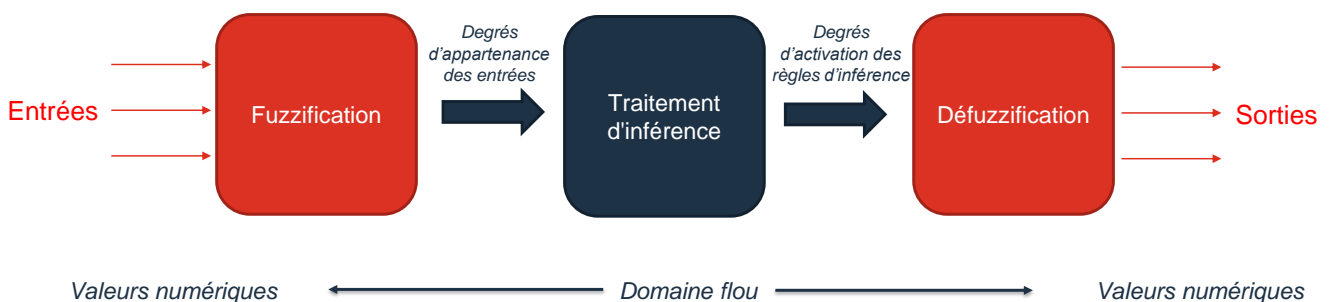 Degrés
d’appartenance
des entrées
Degrés
d’activation des
règles d’inférence
Entrées
Fuzzification
Traitement
d'inférence
Défuzzification
Sorties
Valeurs numériques
Domaine flou
Valeurs numériques